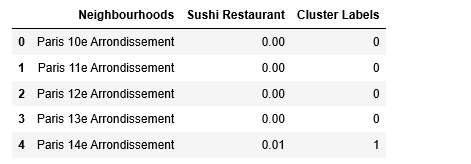 Neighbourhoods Sushi Restaurant Cluster Labels
0 Paris 10e Arrondissement 0.00 0
1 Paris 11e Arrondissement 0.00 0
2 Paris 12e Arrondissement 0.00 0
3 Paris 13e Arrondissement 0.00 0
4 Paris 14e Arrondissement 0.01 1